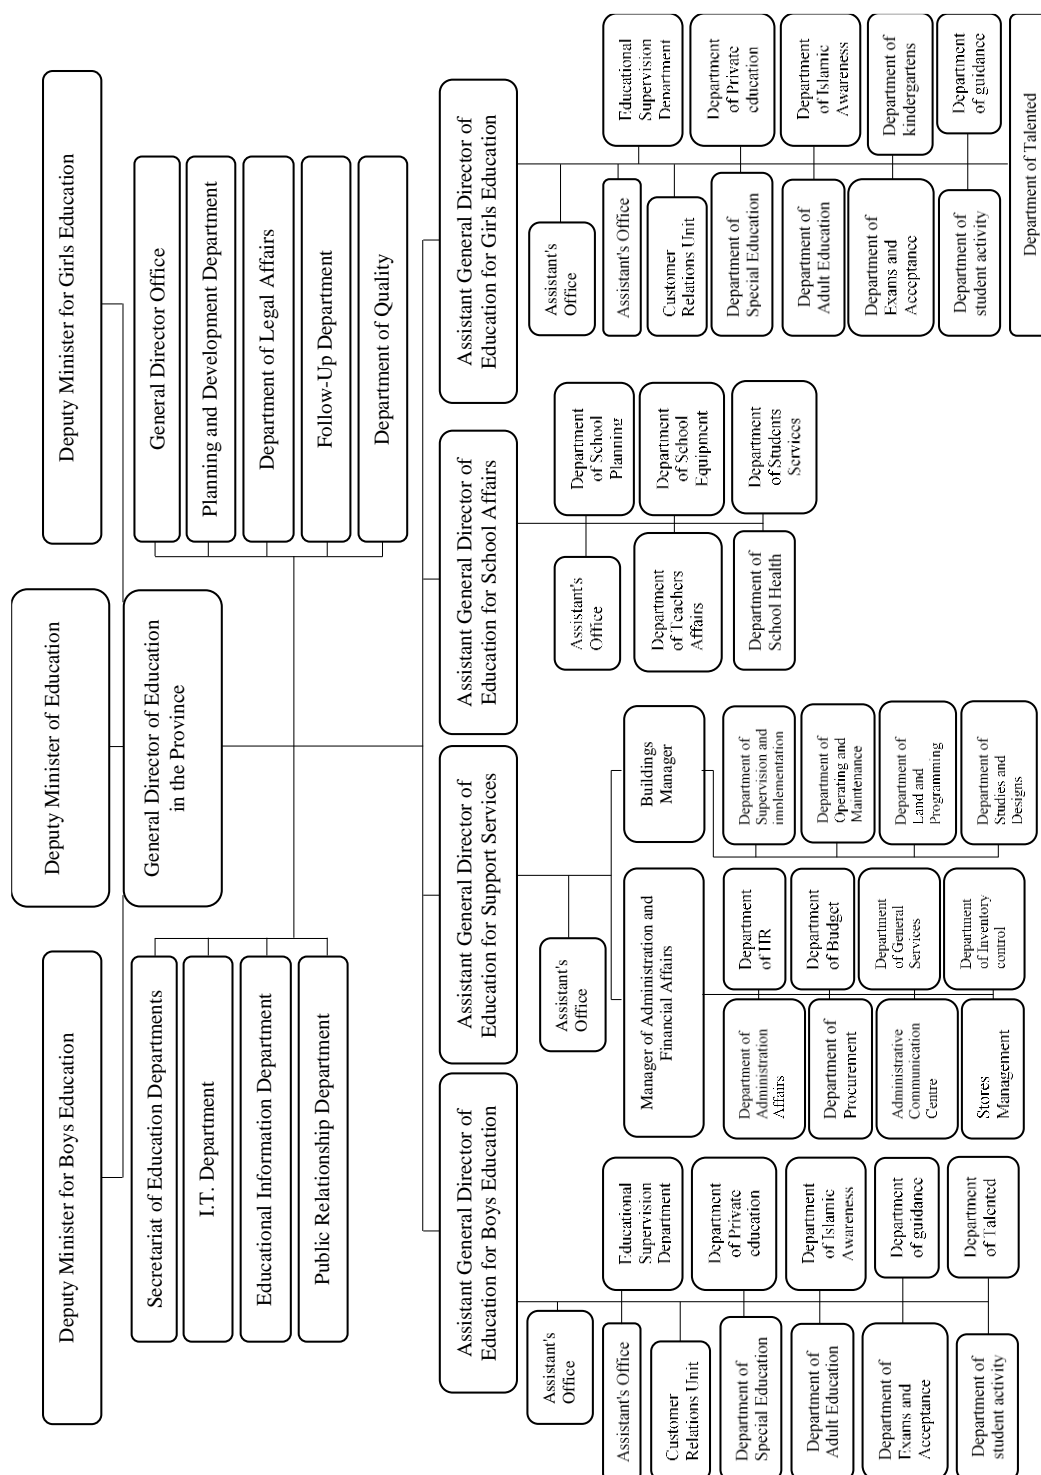 Deputy Minister of Education
Deputy Minister for Boys Education
Deputy Minister for Girls Education
General Director of Education
in the Province
Secretariat of Education Departments
I.T. Department
Educational Information Department
Public Relationship Department
General Director Office
Planning and Development Department
Department of Legal Affairs
Follow-Up Department
Department of Quality
Assistant General Director of
Education for Boys Education
Assistant General Director of
Education for Support Services
Assistant General Director of
Education for School Affairs
Assistant General Director of
Education for Girls Education
Assistant's
Office
Assistant's Office
Educational
Supervision
Department
Customer
Relations Unit
Department of
Special Education
Department
of Private
education
Department of
Adult Education
Department
of Islamic
Awareness
Department of
Exams and
Acceptance
Department
of guidance
Department of
student activity
Department
of Talented
Assistant's
Office
Manager of Administration and
Financial Affairs
Buildings
Manager
Department of
Administration
Affairs
Department
of HR
Department of
Procurement
Department
of Budget
Administrative
Communication
Centre
Department
of General
Services
Stores
Management
Department
of Inventory
control
Department of
Supervision and
implementation
Department of
Operating and
Maintenance
Department of
Land and
Programming
Department of
Studies and
Designs
Assistant's
Office
Department
of School
Planning
Department
of Teachers
Affairs
Department
of School
Equipment
Department of
School Health
Department
of Students
Services
Assistant's
Office
Assistant's Office
Educational
Supervision
Department
Customer
Relations Unit
Department of
Special Education
Department
of Private
education
Department of
Adult Education
Department
of Islamic
Awareness
Department of
Exams and
Acceptance
Department of
kindergartens
Department of
student activity
Department
of guidance
Department of Talented